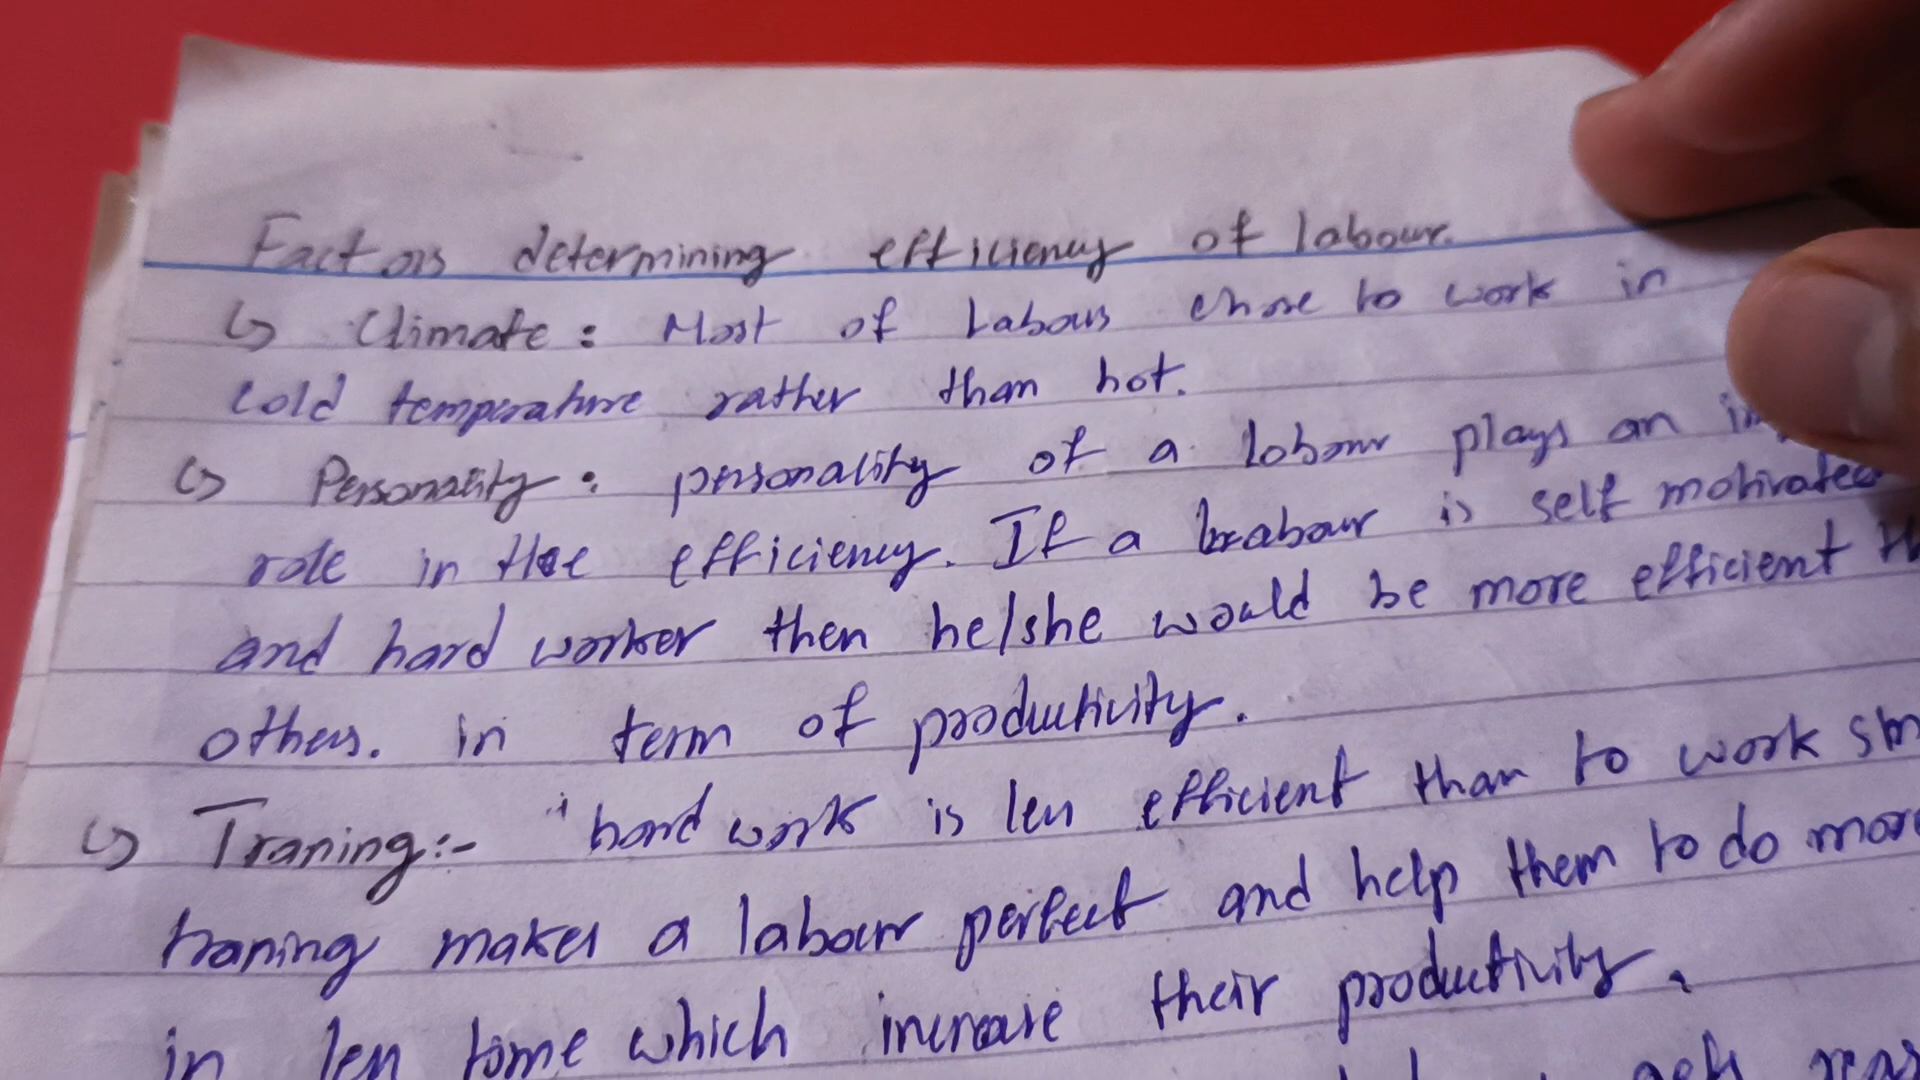 Factors determining efficiency of labour.
↳ Climate: Most of Labours chose to work in
cold temperature rather than hot.
↳ Personality: personality of a labour plays an
role in the efficiency. If a labour is self motivated
and hard worker then he/she would be more efficient
others. in term of productivity.
↳ Traning:- "hard work is less efficient than to work
traning makes a labour perfect and help them to do more
in less time which increase their productivity.